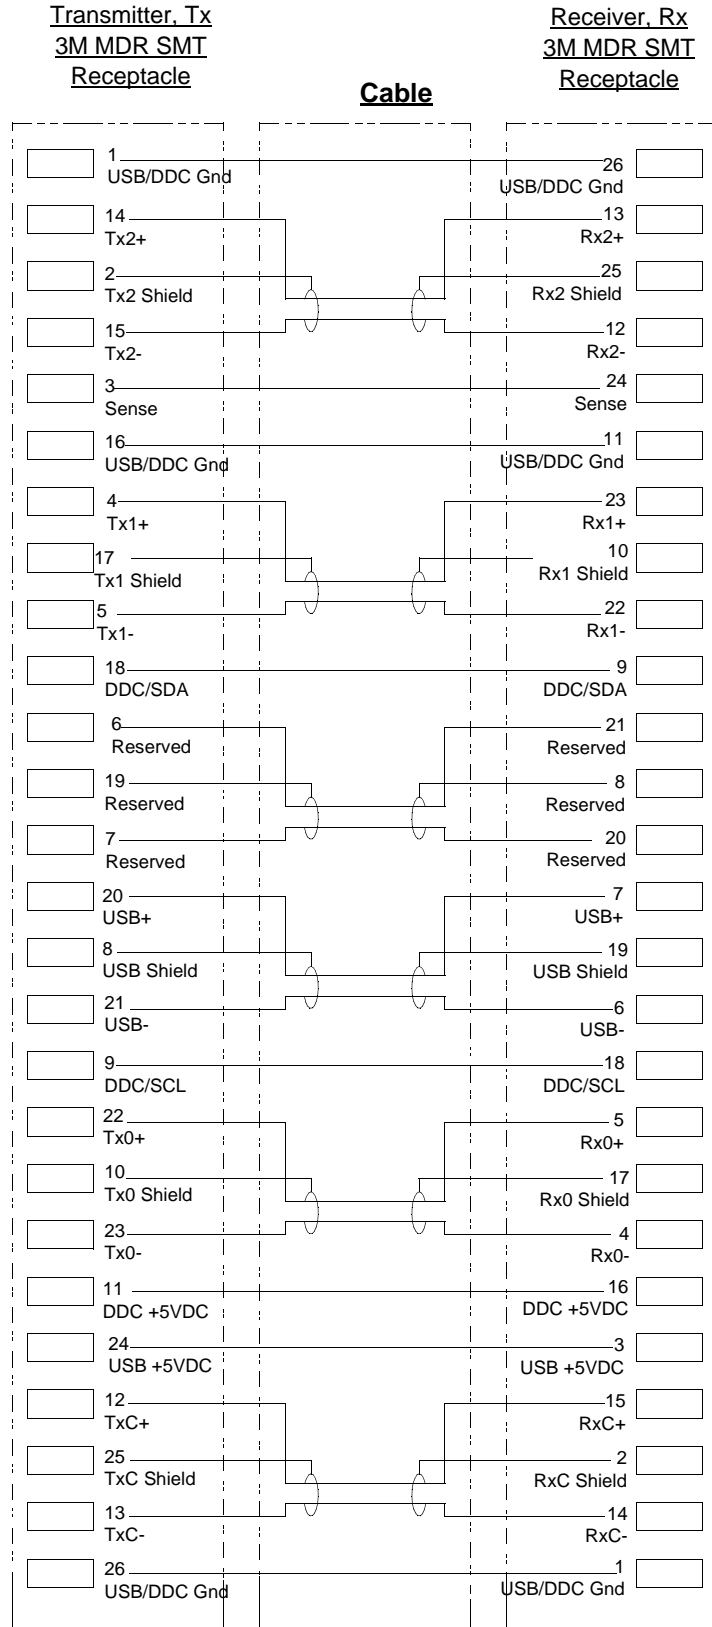 Transmitter, Tx
3M MDR SMT
Receptacle
Cable
Receiver, Rx
3M MDR SMT
Receptacle
1 26
USB/DDC Gnd USB/DDC Gnd
14 13
Tx2+ Rx2+
2 25
Tx2 Shield Rx2 Shield
15 12
Tx2- Rx2-
3 24
Sense Sense
16 11
USB/DDC Gnd USB/DDC Gnd
4 23
Tx1+ Rx1+
17 10
Tx1 Shield Rx1 Shield
5 22
Tx1- Rx1-
18 9
DDC/SDA DDC/SDA
6 21
Reserved Reserved
19 8
Reserved Reserved
7 20
Reserved Reserved
20 7
USB+ USB+
8 19
USB Shield USB Shield
21 6
USB- USB-
9 18
DDC/SCL DDC/SCL
22 5
Tx0+ Rx0+
10 17
Tx0 Shield Rx0 Shield
23 4
Tx0- Rx0-
11 16
DDC +5VDC DDC +5VDC
24 3
USB +5VDC USB +5VDC
12 15
TxC+ RxC+
25 2
TxC Shield RxC Shield
13 14
TxC- RxC-
26 1
USB/DDC Gnd USB/DDC Gnd